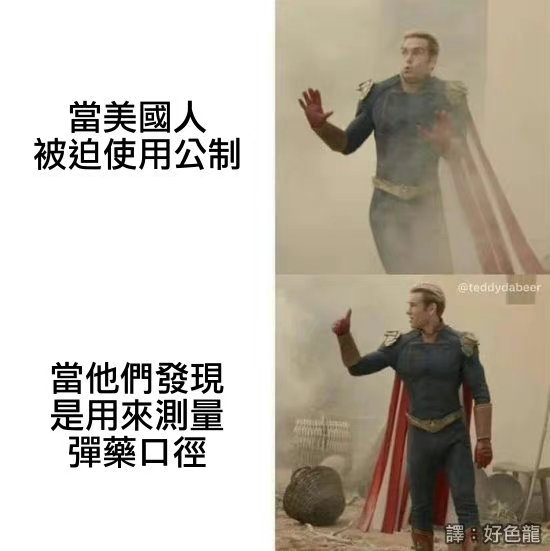 當美國人
被迫使用公制
@teddydabeer
當他們發現
是用來測量
彈藥口徑
譯：好色龍